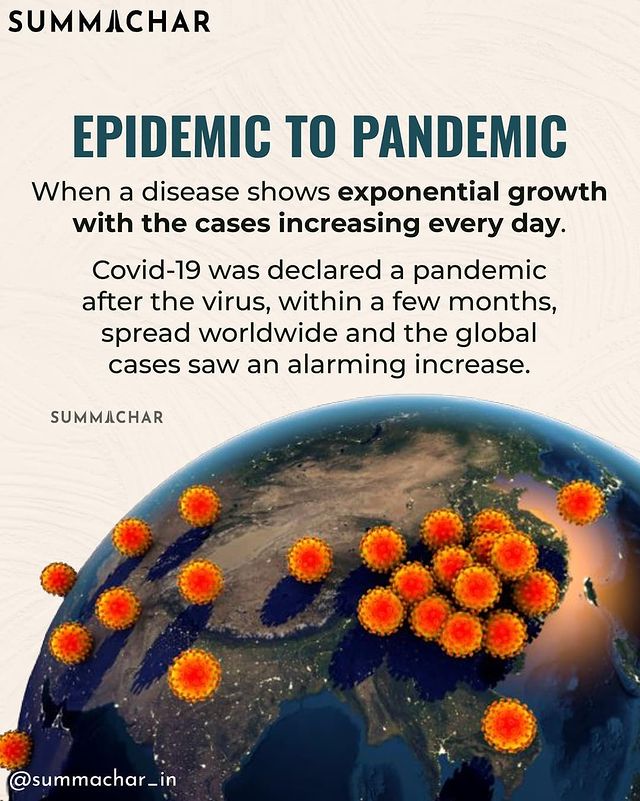 SUMMACHAR
EPIDEMIC TO PANDEMIC
When a disease shows exponential growth
with the cases increasing every day.
Covid-19 was declared a pandemic
after the virus, within a few months,
spread worldwide and the global
cases saw an alarming increase.
SUMMACHAR
@summachar_in